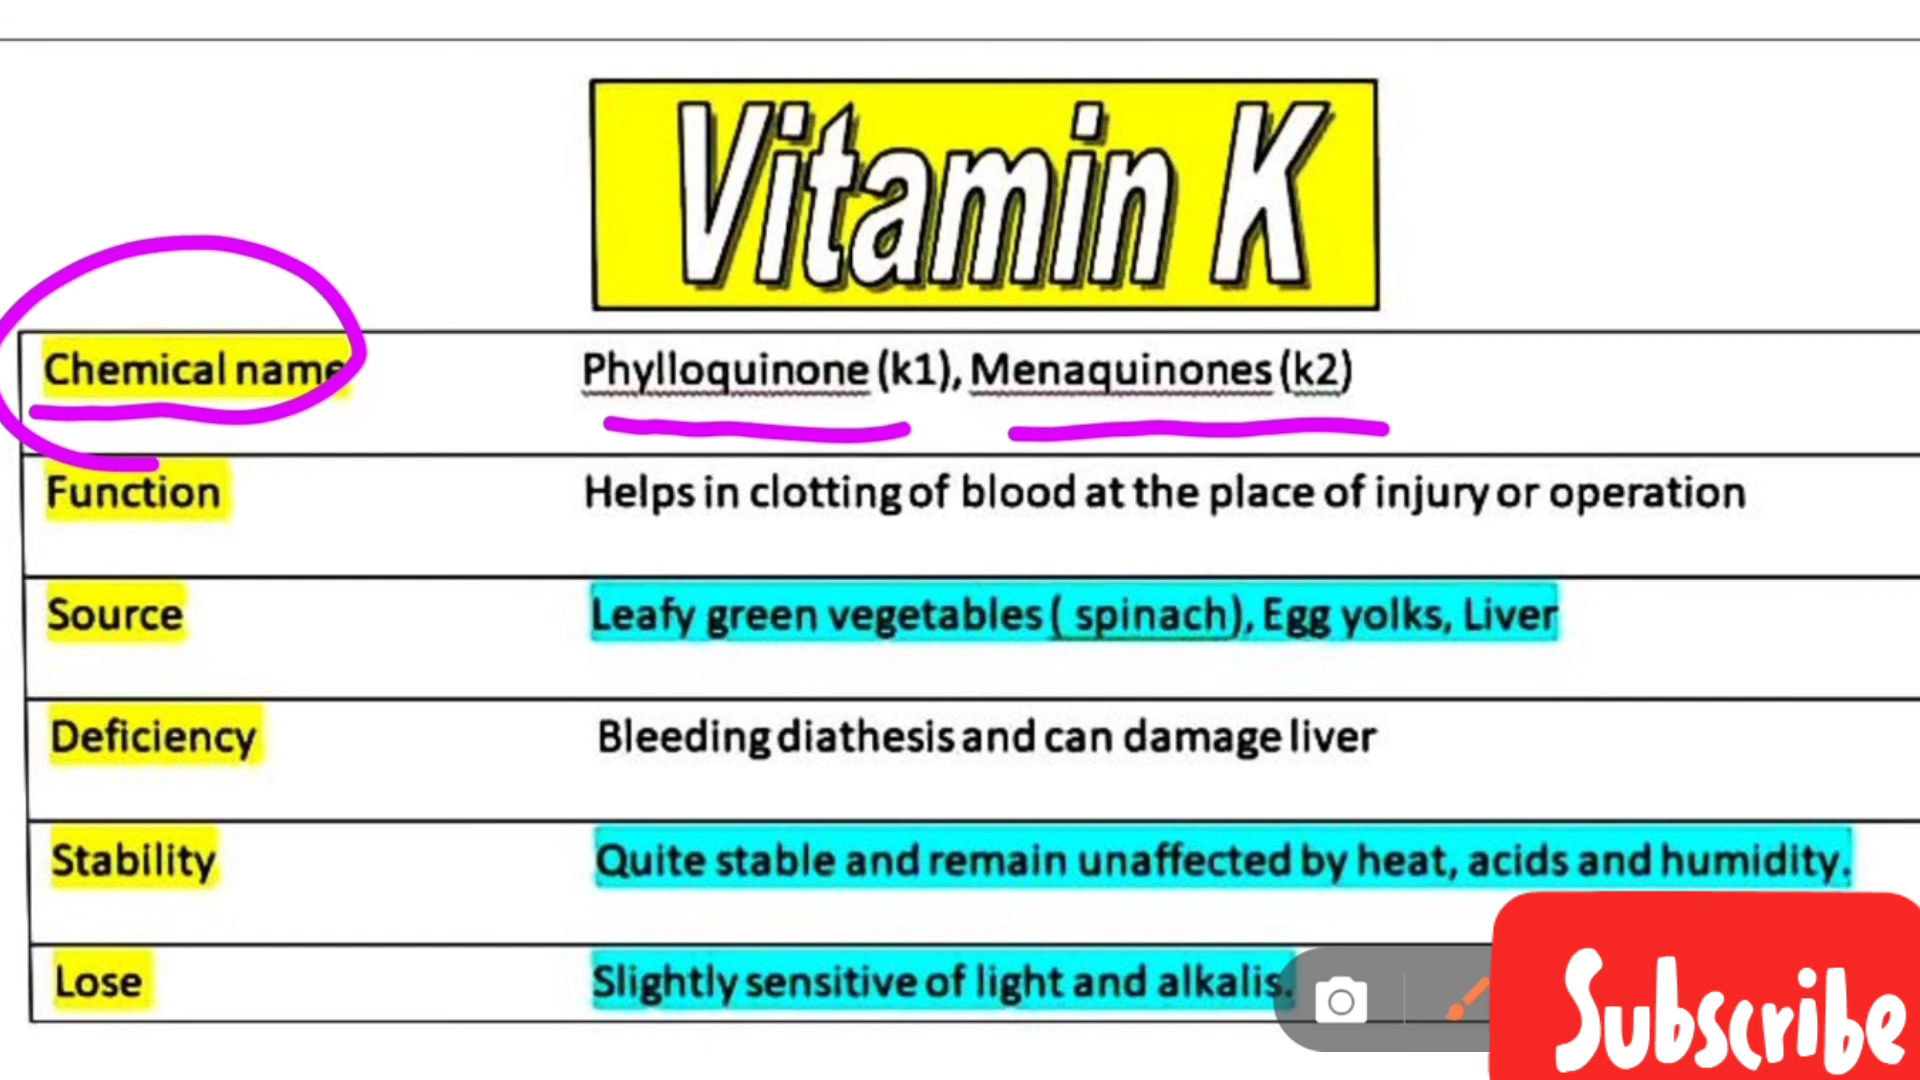 Vitamin K
Chemical name Phylloquinone (k1), Menaquinones (k2)
Function Helps in clotting of blood at the place of injury or operation
Source Leafy green vegetables ( spinach), Egg yolks, Liver
Deficiency Bleeding diathesis and can damage liver
Stability Quite stable and remain unaffected by heat, acids and humidity.
Lose Slightly sensitive of light and alkalis.
Subscribe